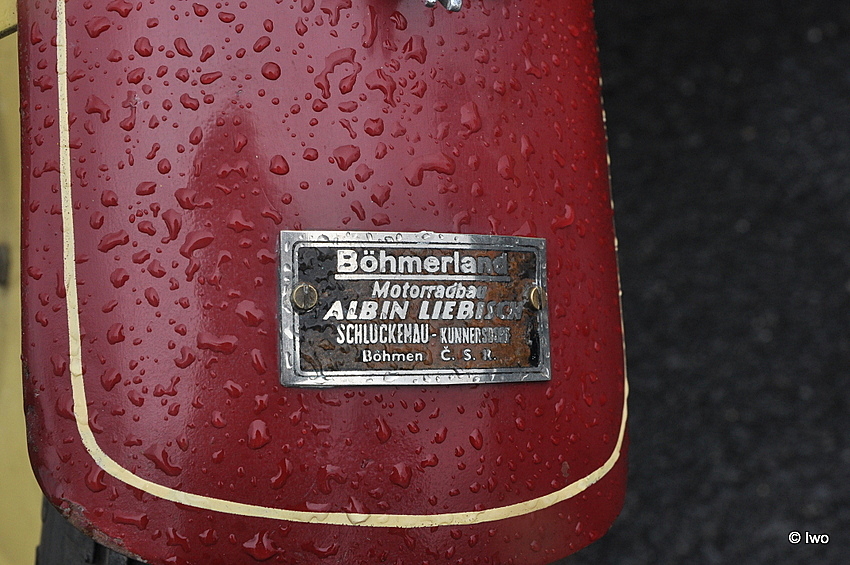 Böhmerland
Motorradbau
ALBIN LIEBISCH
SCHLUCKENAU - KUNNERSDORF
Böhmen Č. S. R.
© Iwo